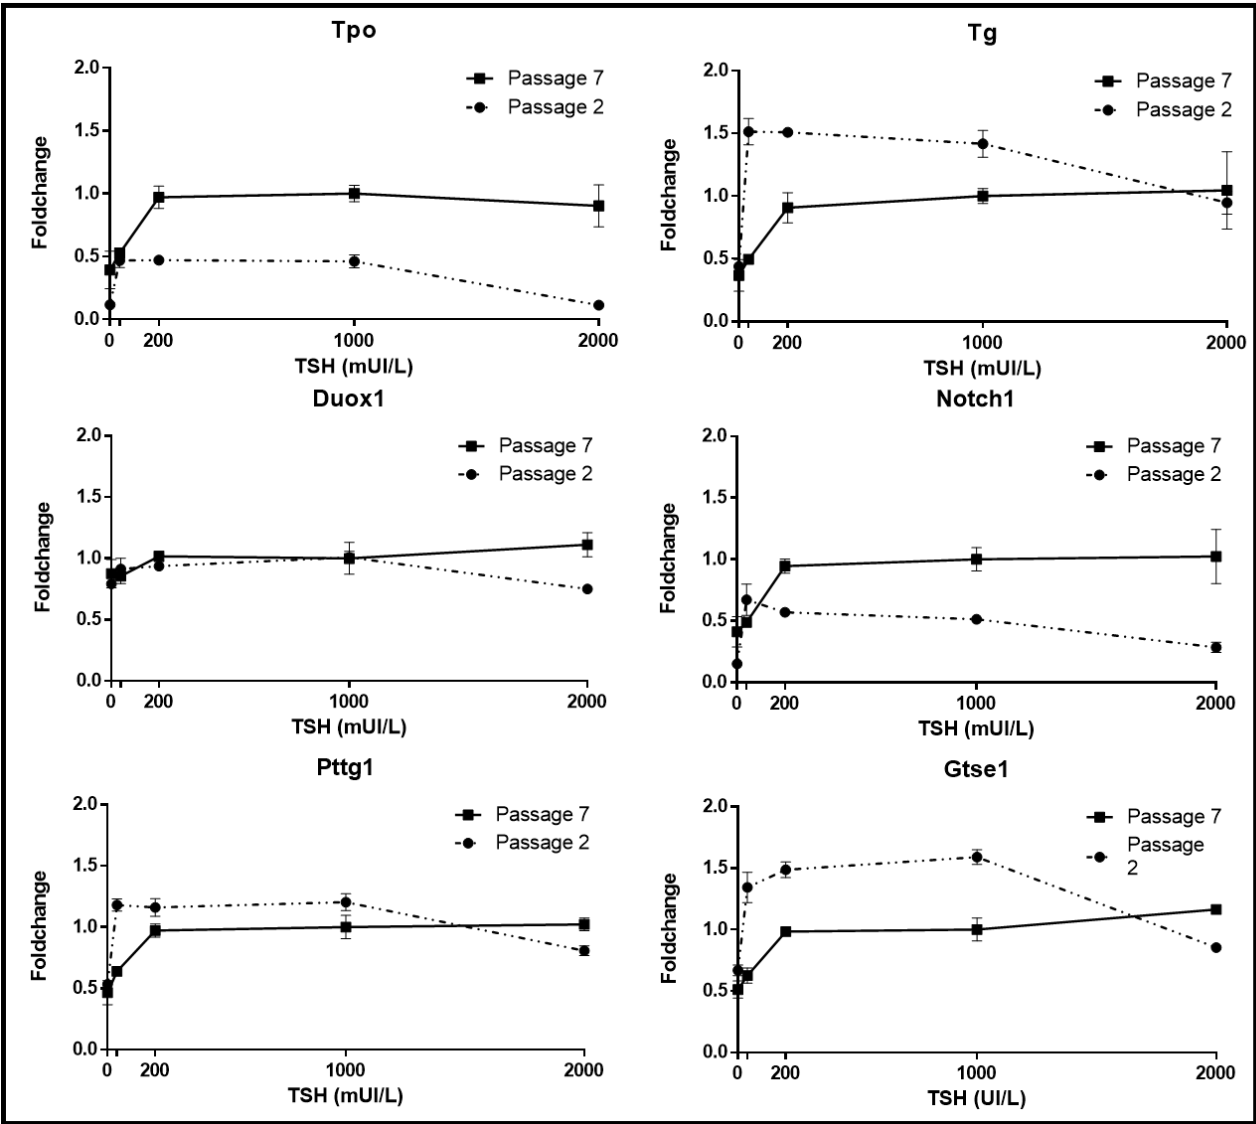 Tpo
Passage 7
Passage 2
2.0
1.5
1.0
0.5
0.0
Foldchange
0 200 1000 2000
TSH (mUI/L)
Tg
Passage 7
Passage 2
2.0
1.5
1.0
0.5
0.0
Foldchange
0 200 1000 2000
TSH (mUI/L)
Duox1
Passage 7
Passage 2
2.0
1.5
1.0
0.5
0.0
Foldchange
0 200 1000 2000
TSH (mUI/L)
Notch1
Passage 7
Passage 2
2.0
1.5
1.0
0.5
0.0
Foldchange
0 200 1000 2000
TSH (mUI/L)
Pttg1
Passage 7
Passage 2
2.0
1.5
1.0
0.5
0.0
Foldchange
0 200 1000 2000
TSH (mUI/L)
Gtse1
Passage 7
Passage
2
2.0
1.5
1.0
0.5
0.0
Foldchange
0 200 1000 2000
TSH (UI/L)